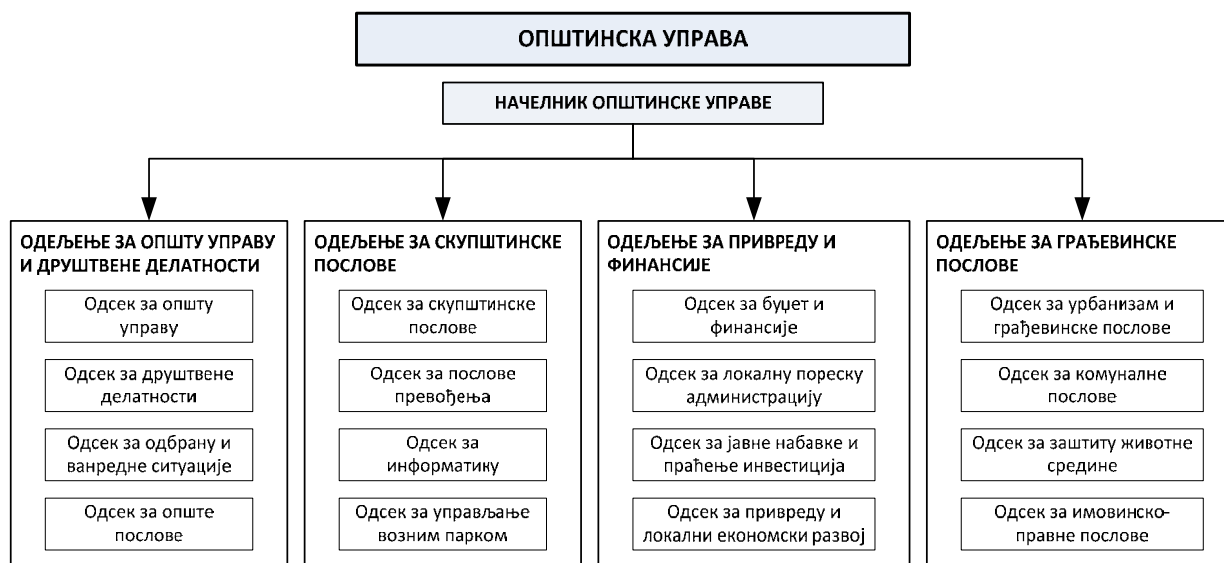 ОПШТИНСКА УПРАВА
НАЧЕЛНИК ОПШТИНСКЕ УПРАВЕ
ОДЕЉЕЊЕ ЗА ОПШТУ УПРАВУ
И ДРУШТВЕНЕ ДЕЛАТНОСТИ
Одсек за општу
управу
Одсек за друштвене
делатности
Одсек за одбрану и
ванредне ситуације
Одсек за опште
послове
ОДЕЉЕЊЕ ЗА СКУПШТИНСКЕ
ПОСЛОВЕ
Одсек за скупштинске
послове
Одсек за послове
превођења
Одсек за
информатику
Одсек за управљање
возним парком
ОДЕЉЕЊЕ ЗА ПРИВРЕДУ И
ФИНАНСИЈЕ
Одсек за буџет и
финансије
Одсек за локалну пореску
администрацију
Одсек за јавне набавке и
праћење инвестиција
Одсек за привреду и
локални економски развој
ОДЕЉЕЊЕ ЗА ГРАЂЕВИНСКЕ
ПОСЛОВЕ
Одсек за урбанизам и
грађевинске послове
Одсек за комуналне
послове
Одсек за заштиту животне
средине
Одсек за имовинско-
правне послове